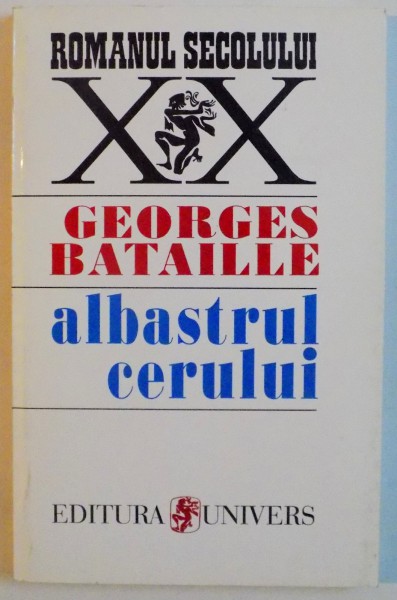 ROMANUL SECOLULUI
XX
GEORGES
BATAILLE
albastrul
cerului
EDITURA UNIVERS